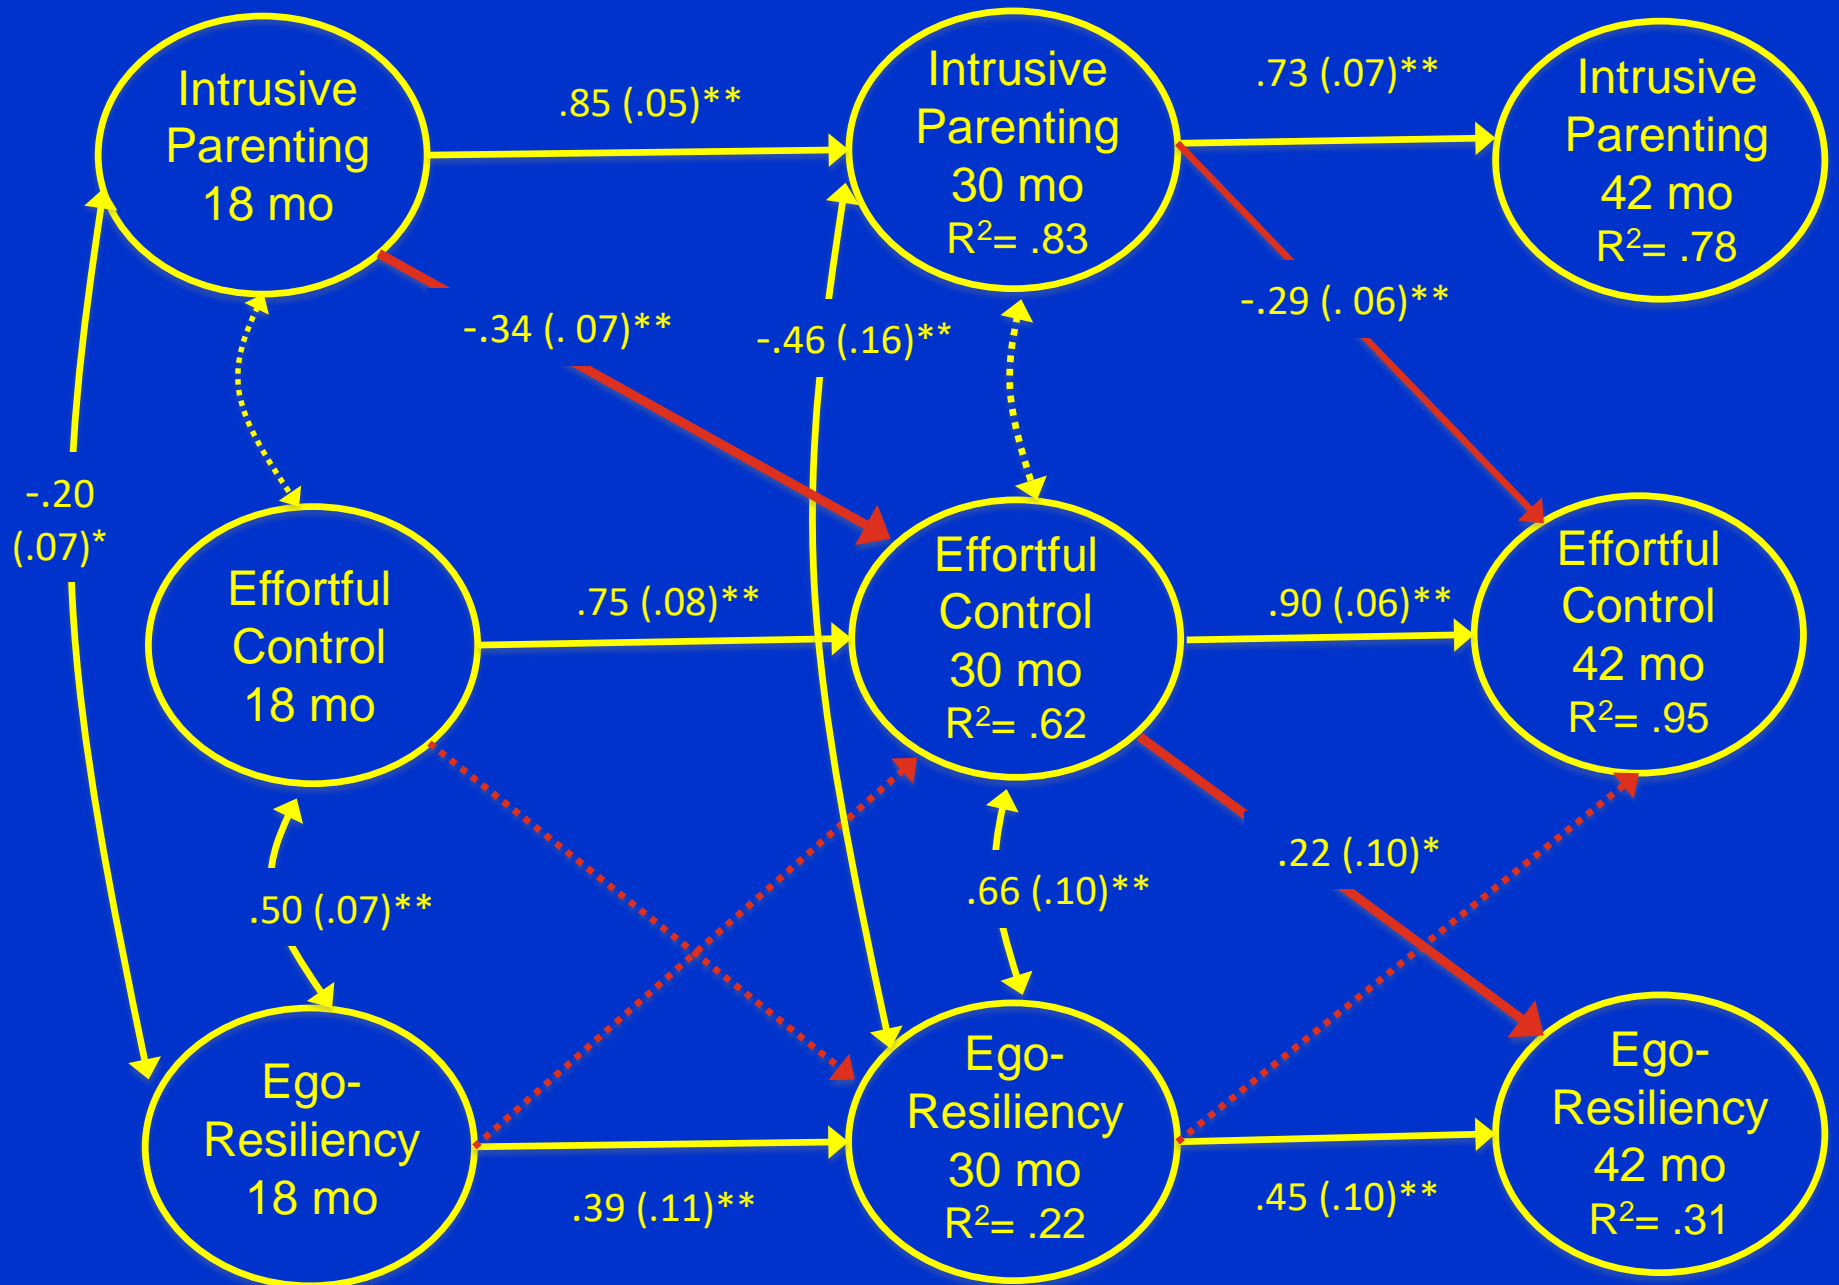 Intrusive
Parenting
18 mo
.85 (.05)**
Intrusive
Parenting
30 mo
R²= .83
.73 (.07)**
Intrusive
Parenting
42 mo
R²= .78
-.34 (. 07)**
-.46 (.16)**
-.29 (. 06)**
-.20
(.07)*
Effortful
Control
18 mo
.75 (.08)**
Effortful
Control
30 mo
R²= .62
.90 (.06)**
Effortful
Control
42 mo
R²= .95
.50 (.07)**
.66 (.10)**
.22 (.10)*
Ego-
Resiliency
18 mo
.39 (.11)**
Ego-
Resiliency
30 mo
R²= .22
.45 (.10)**
Ego-
Resiliency
42 mo
R²= .31